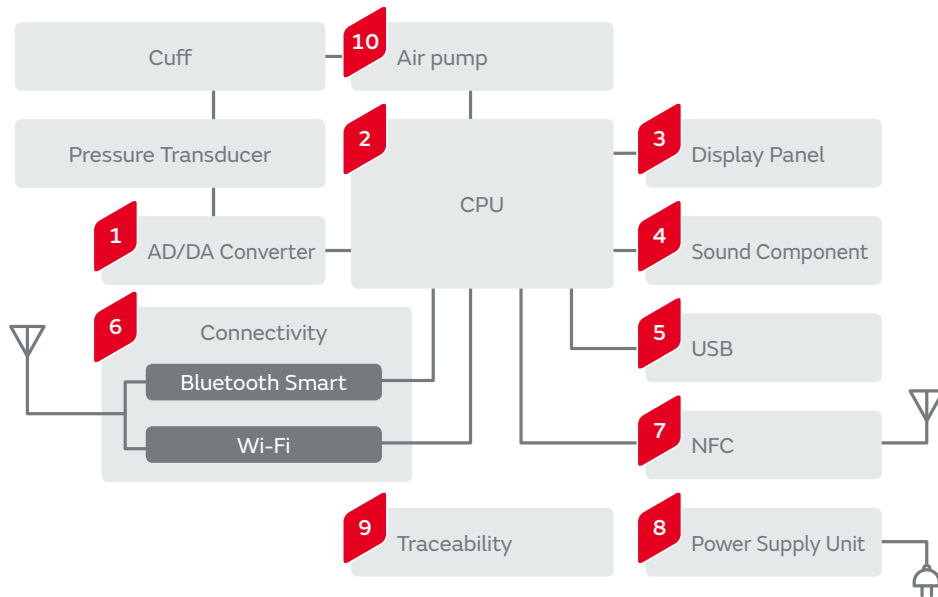 Cuff
10
Air pump
Pressure Transducer
2
CPU
3
Display Panel
1
AD/DA Converter
4
Sound Component
6
Connectivity
Bluetooth Smart
Wi-Fi
5
USB
7
NFC
9
Traceability
8
Power Supply Unit